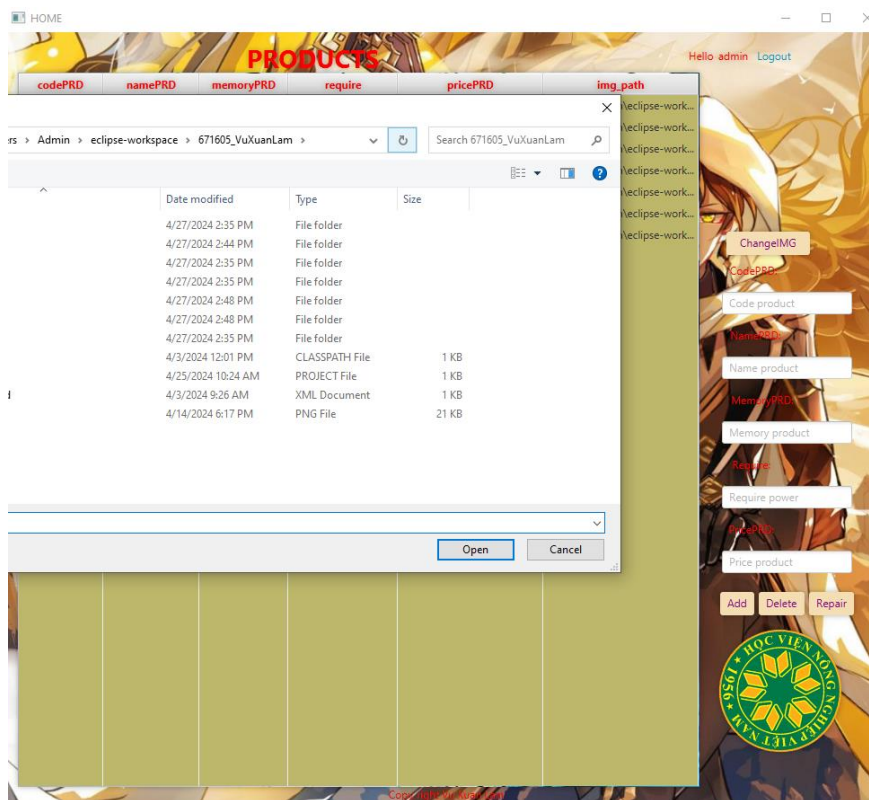 HOME
PRODUCTS
Hello admin Logout
codePRD namePRD memoryPRD require pricePRD img_path
\eclipse-work...
\eclipse-work...
\eclipse-work...
\eclipse-work...
\eclipse-work...
\eclipse-work...
\eclipse-work...
ers > Admin > eclipse-workspace > 671605_VuXuanLam >
Search 671605_VuXuanLam
Date modified Type Size
4/27/2024 2:35 PM File folder
4/27/2024 2:44 PM File folder
4/27/2024 2:35 PM File folder
4/27/2024 2:35 PM File folder
4/27/2024 2:48 PM File folder
4/27/2024 2:48 PM File folder
4/27/2024 2:35 PM File folder
4/3/2024 12:01 PM CLASSPATH File 1 KB
4/25/2024 10:24 AM PROJECT File 1 KB
4/3/2024 9:26 AM XML Document 1 KB
4/14/2024 6:17 PM PNG File 21 KB
Open Cancel
ChangeIMG
CodePRD:
Code product
NamePRD:
Name product
MemoryPRD:
Memory product
Require:
Require power
PricePRD:
Price product
Add Delete Repair
HỌC VIỆN NÔNG NGHIỆP VIỆT NAM
1956